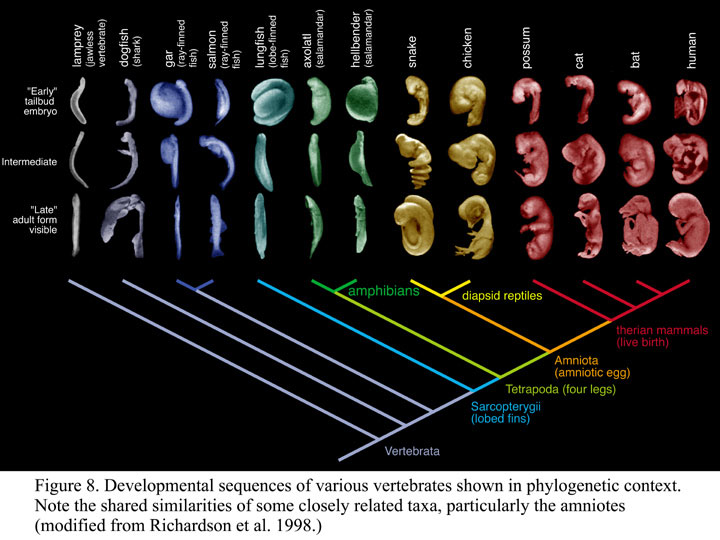 lamprey
(jawless
vertebrate)
dogfish
(shark)
gar
(ray-finned
fish)
salmon
(ray-finned
fish)
lungfish
(lobe-finned
fish)
axolatl
(salamandar)
hellbender
(salamandar)
snake
chicken
possum
cat
bat
human
"Early"
tailbud
embryo
Intermediate
"Late"
adult form
visible
amphibians
diapsid reptiles
therian mammals
(live birth)
Amniota
(amniotic egg)
Tetrapoda (four legs)
Sarcopterygii
(lobed fins)
Vertebrata
Figure 8. Developmental sequences of various vertebrates shown in phylogenetic context.
Note the shared similarities of some closely related taxa, particularly the amniotes
(modified from Richardson et al. 1998.)